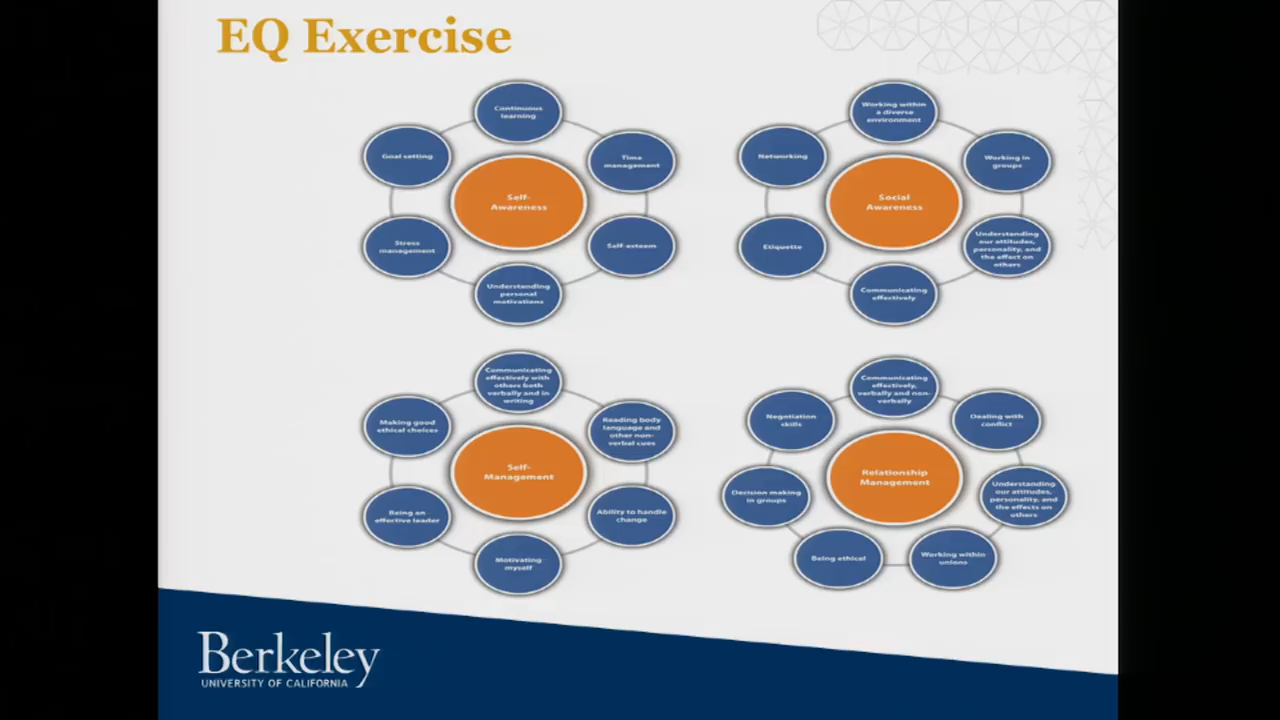 EQ Exercise
Continuous
learning
Time
management
Self-esteem
Understanding
personal
motivations
Stress
management
Goal setting
Self-
Awareness
Working within
a diverse
environment
Working in
groups
Understanding
our attitudes,
personality, and
the effect on
others
Communicating
effectively
Etiquette
Networking
Social
Awareness
Communicating
effectively with
others both
verbally and in
writing
Reading body
language and
other non-
verbal cues
Ability to handle
change
Motivating
myself
Being an
effective leader
Making good
ethical choices
Self-
Management
Communicating
effectively,
verbally and non-
verbally
Dealing with
conflict
Understanding
our attitudes,
personality, and
the effects on
others
Working within
unions
Being ethical
Decision making
in groups
Negotiation
skills
Relationship
Management
Berkeley
UNIVERSITY OF CALIFORNIA